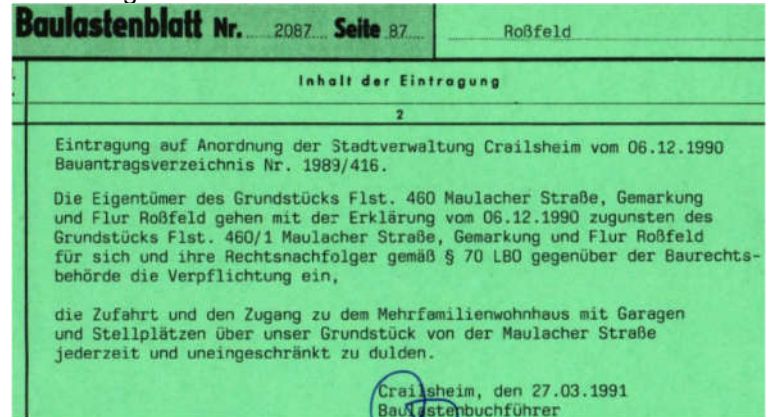 Baulastenblatt Nr. 2087 Seite 87 Roßfeld
Inhalt der Eintragung
2
Eintragung auf Anordnung der Stadtverwaltung Crailsheim vom 06.12.1990
Bauantragsverzeichnis Nr. 1989/416.
Die Eigentümer des Grundstücks Flst. 460 Maulacher Straße, Gemarkung
und Flur Roßfeld gehen mit der Erklärung vom 06.12.1990 zugunsten des
Grundstücks Flst. 460/1 Maulacher Straße, Gemarkung und Flur Roßfeld
für sich und ihre Rechtsnachfolger gemäß § 70 LBO gegenüber der Baurechts-
behörde die Verpflichtung ein,
die Zufahrt und den Zugang zu dem Mehrfamilienwohnhaus mit Garagen
und Stellplätzen über unser Grundstück von der Maulacher Straße
jederzeit und uneingeschränkt zu dulden.
Crailsheim, den 27.03.1991
Baulastenbuchführer